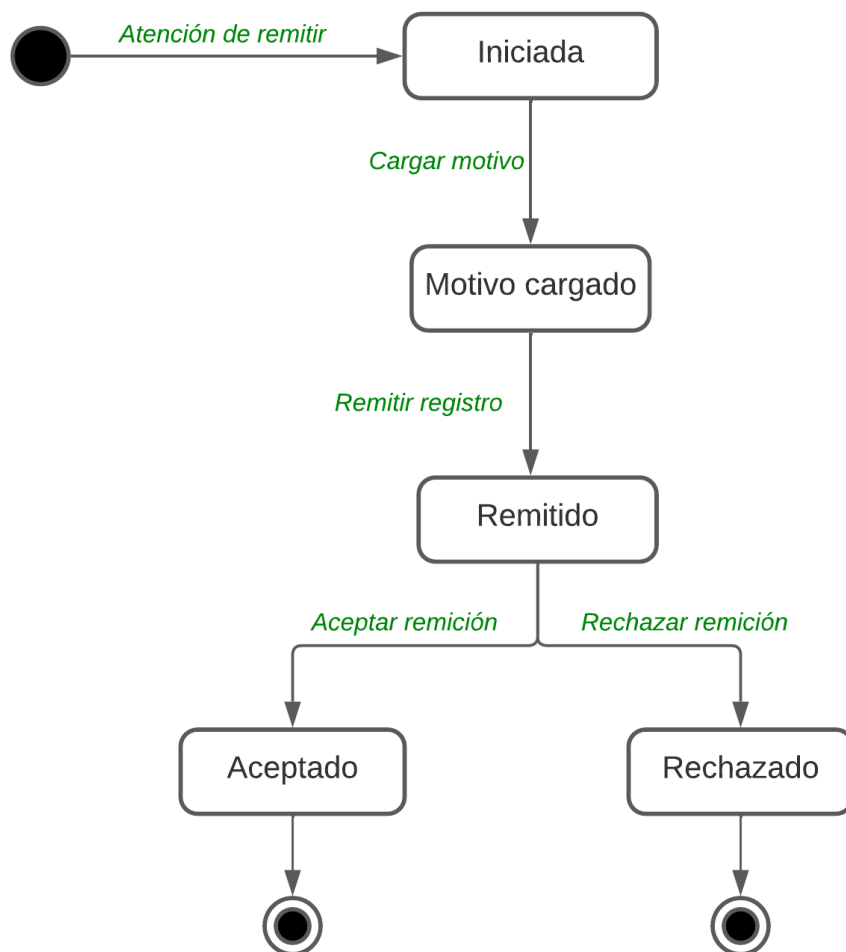 Atención de remitir
Iniciada
Cargar motivo
Motivo cargado
Remitir registro
Remitido
Aceptar remición
Rechazar remición
Aceptado
Rechazado